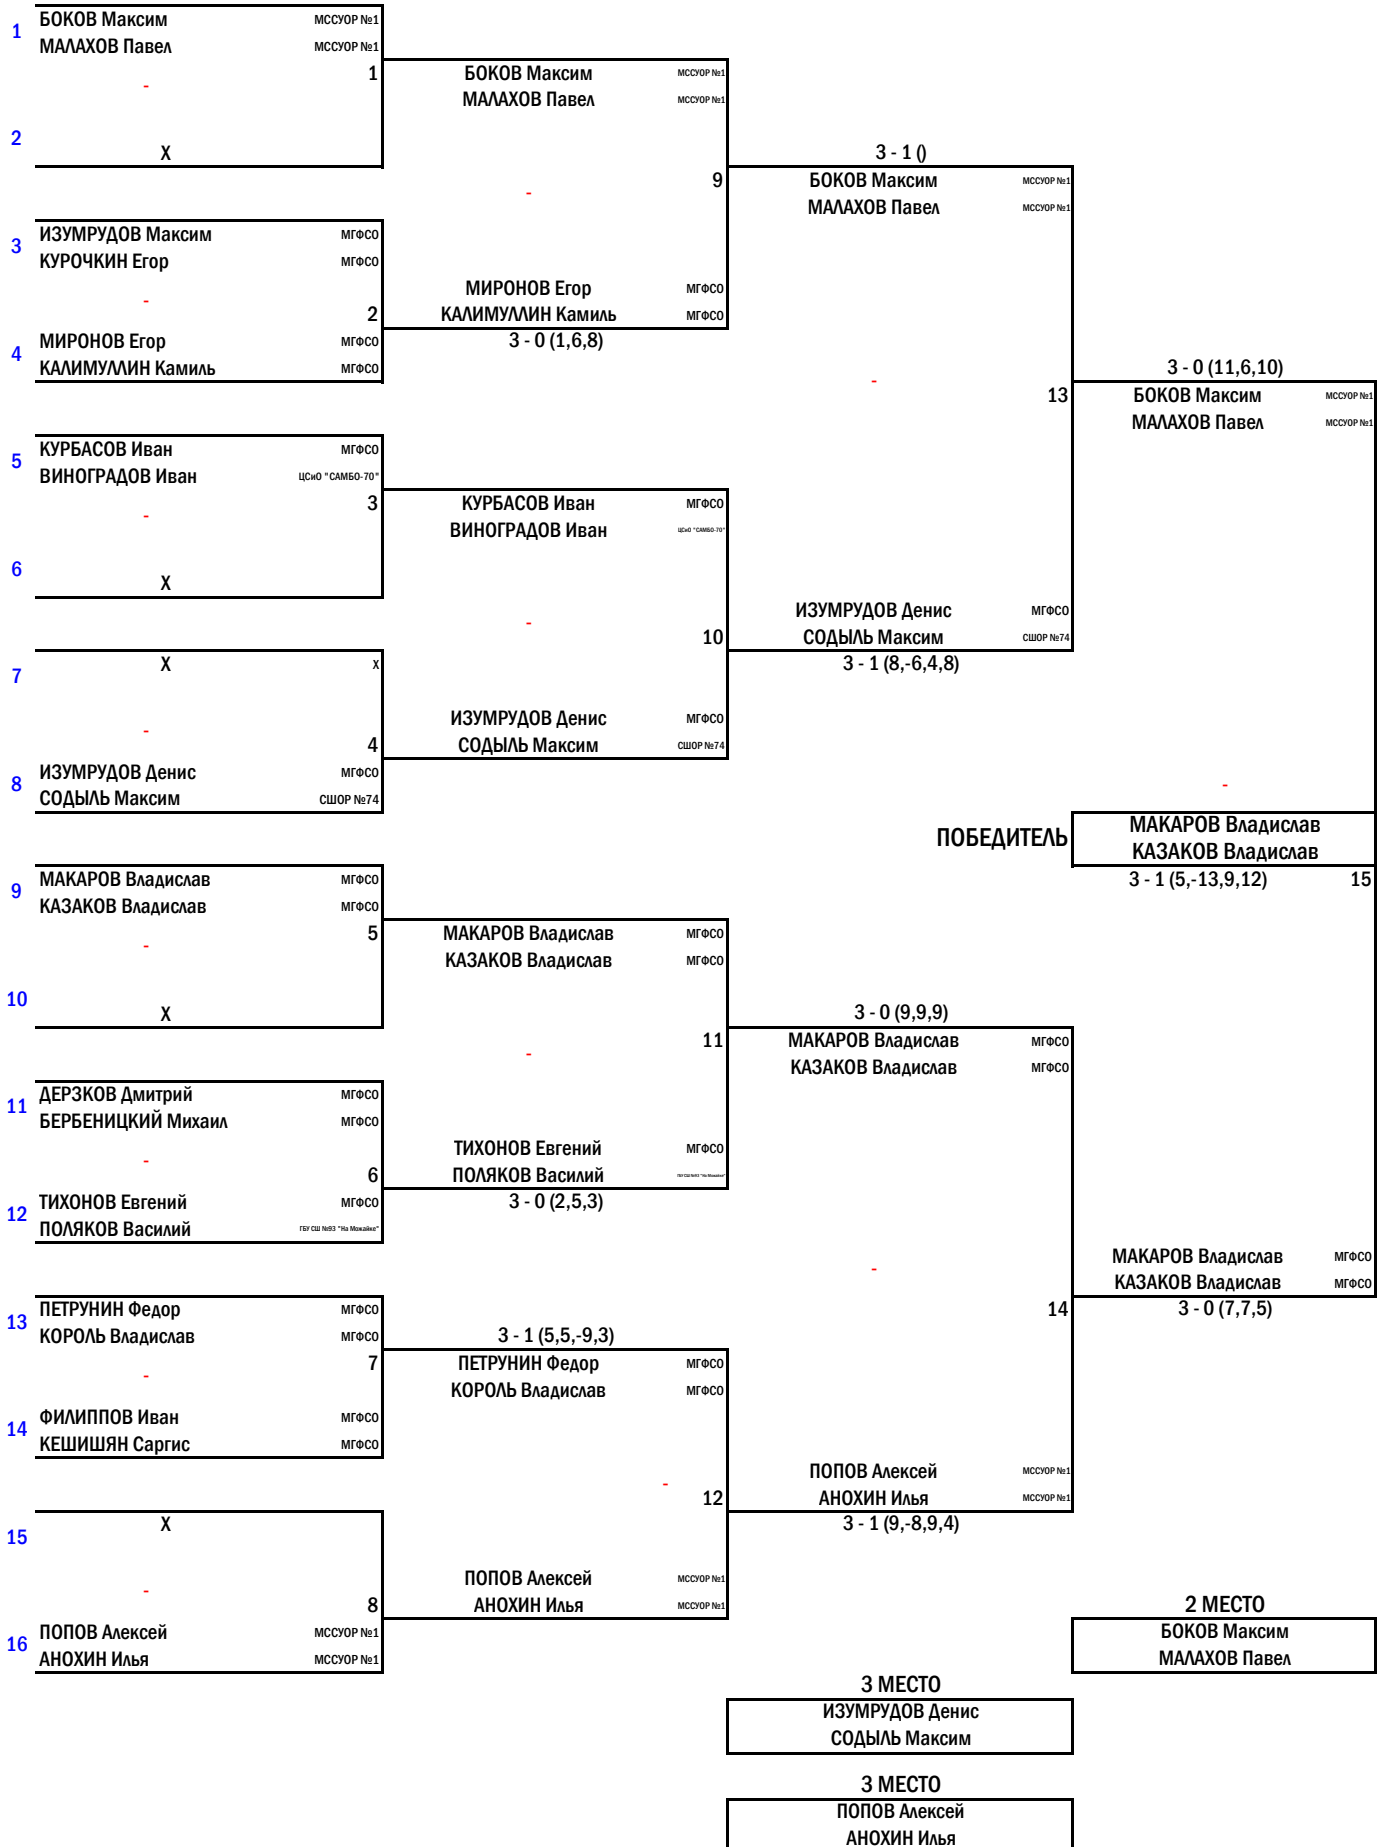 1
БОКОВ Максим МССУОР №1
МАЛАХОВ Павел МССУОР №1
1
-
2
X
БОКОВ Максим МССУОР №1
МАЛАХОВ Павел МССУОР №1
3 - 1 ()
9
-
БОКОВ Максим МССУОР №1
МАЛАХОВ Павел МССУОР №1
3
ИЗУМРУДОВ Максим МГФСО
КУРОЧКИН Егор МГФСО
-
2
МИРОНОВ Егор МГФСО
КАЛИМУЛЛИН Камиль МГФСО
3 - 0 (1,6,8)
4
МИРОНОВ Егор МГФСО
КАЛИМУЛЛИН Камиль МГФСО
3 - 0 (11,6,10)
-
13
БОКОВ Максим МССУОР №1
МАЛАХОВ Павел МССУОР №1
5
КУРБАСОВ Иван МГФСО
ВИНОГРАДОВ Иван ЦСиО "САМБО-70"
3
-
КУРБАСОВ Иван МГФСО
ВИНОГРАДОВ Иван ЦСиО "САМБО-70"
6
X
-
10
ИЗУМРУДОВ Денис МГФСО
СОДЫЛЬ Максим СШОР №74
3 - 1 (8,-6,4,8)
7
X X
-
4
ИЗУМРУДОВ Денис МГФСО
СОДЫЛЬ Максим СШОР №74
8
ИЗУМРУДОВ Денис МГФСО
СОДЫЛЬ Максим СШОР №74
-
ПОБЕДИТЕЛЬ
МАКАРОВ Владислав
КАЗАКОВ Владислав
3 - 1 (5,-13,9,12) 15
9
МАКАРОВ Владислав МГФСО
КАЗАКОВ Владислав МГФСО
5
-
МАКАРОВ Владислав МГФСО
КАЗАКОВ Владислав МГФСО
10
X
3 - 0 (9,9,9)
11
-
МАКАРОВ Владислав МГФСО
КАЗАКОВ Владислав МГФСО
11
ДЕРЗКОВ Дмитрий МГФСО
БЕРБЕНИЦКИЙ Михаил МГФСО
-
6
ТИХОНОВ Евгений МГФСО
ПОЛЯКОВ Василий ГБУ СШ №93 "На Можайке"
3 - 0 (2,5,3)
12
ТИХОНОВ Евгений МГФСО
ПОЛЯКОВ Василий ГБУ СШ №93 "На Можайке"
-
14
МАКАРОВ Владислав МГФСО
КАЗАКОВ Владислав МГФСО
3 - 0 (7,7,5)
13
ПЕТРУНИН Федор МГФСО
КОРОЛЬ Владислав МГФСО
3 - 1 (5,5,-9,3)
7
-
ПЕТРУНИН Федор МГФСО
КОРОЛЬ Владислав МГФСО
14
ФИЛИППОВ Иван МГФСО
КЕШИШЯН Саргис МГФСО
-
12
ПОПОВ Алексей МССУОР №1
АНОХИН Илья МССУОР №1
3 - 1 (9,-8,9,4)
15
X
-
8
ПОПОВ Алексей МССУОР №1
АНОХИН Илья МССУОР №1
16
ПОПОВ Алексей МССУОР №1
АНОХИН Илья МССУОР №1
2 МЕСТО
БОКОВ Максим
МАЛАХОВ Павел
3 МЕСТО
ИЗУМРУДОВ Денис
СОДЫЛЬ Максим
3 МЕСТО
ПОПОВ Алексей
АНОХИН Илья